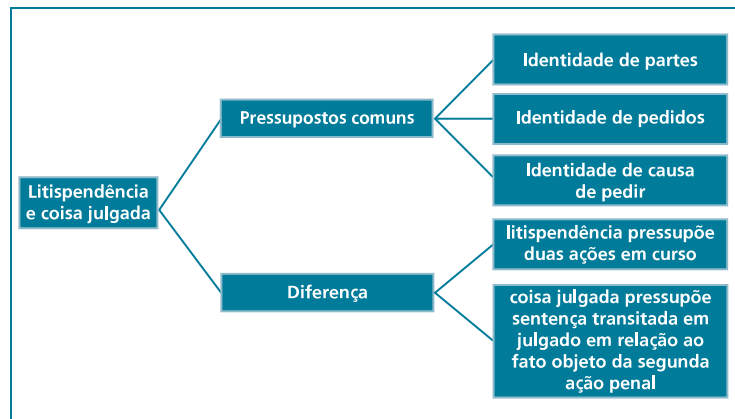 Litispendência
e coisa julgada
Pressupostos comuns
Identidade de partes
Identidade de pedidos
Identidade de causa
de pedir
Diferença
litispendência pressupõe
duas ações em curso
coisa julgada pressupõe
sentença transitada em
julgado em relação ao
fato objeto da segunda
ação penal